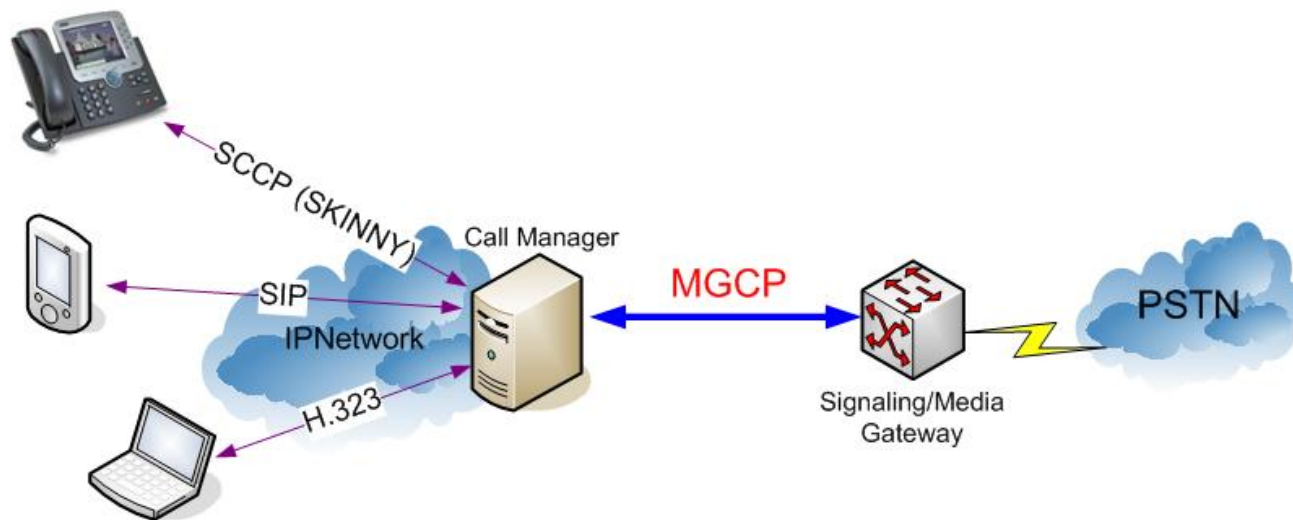 SCCP (SKINNY)
Call Manager
SIP
IPNetwork
H.323
MGCP
Signaling/Media
Gateway
PSTN